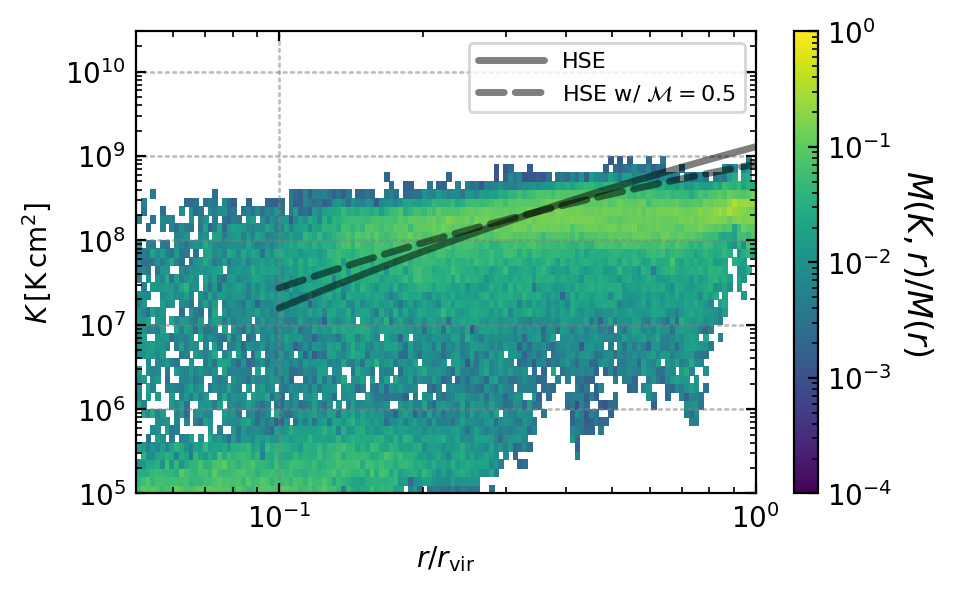 10¹⁰
10⁹
10⁸
10⁷
10⁶
10⁵
K [K cm²]
HSE
HSE w/ ℳ = 0.5
10⁻¹
10⁰
r/r_vir
10⁰
10⁻¹
10⁻²
10⁻³
10⁻⁴
M(K, r)/M(r)